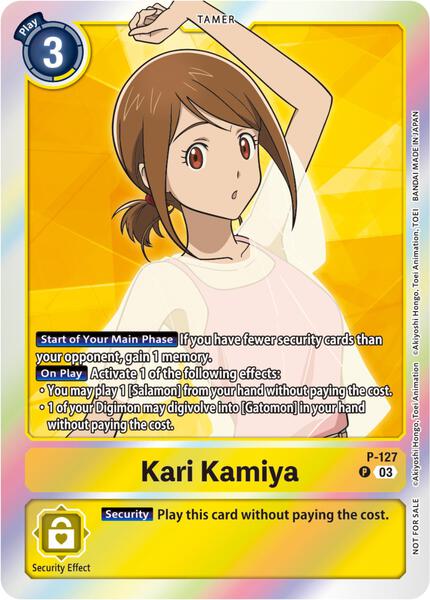 TAMER
Play
3
Start of Your Main Phase If you have fewer security cards than
your opponent, gain 1 memory.
On Play Activate 1 of the following effects:
・You may play 1 [Salamon] from your hand without paying the cost.
・1 of your Digimon may digivolve into [Gatomon] in your hand
without paying the cost.
P-127
Kari Kamiya
P 03
Security Play this card without paying the cost.
Security Effect
NOT FOR SALE ©Akiyoshi Hongo, Toei Animation ©Akiyoshi Hongo, Toei Animation, TOEI BANDAI MADE IN JAPAN